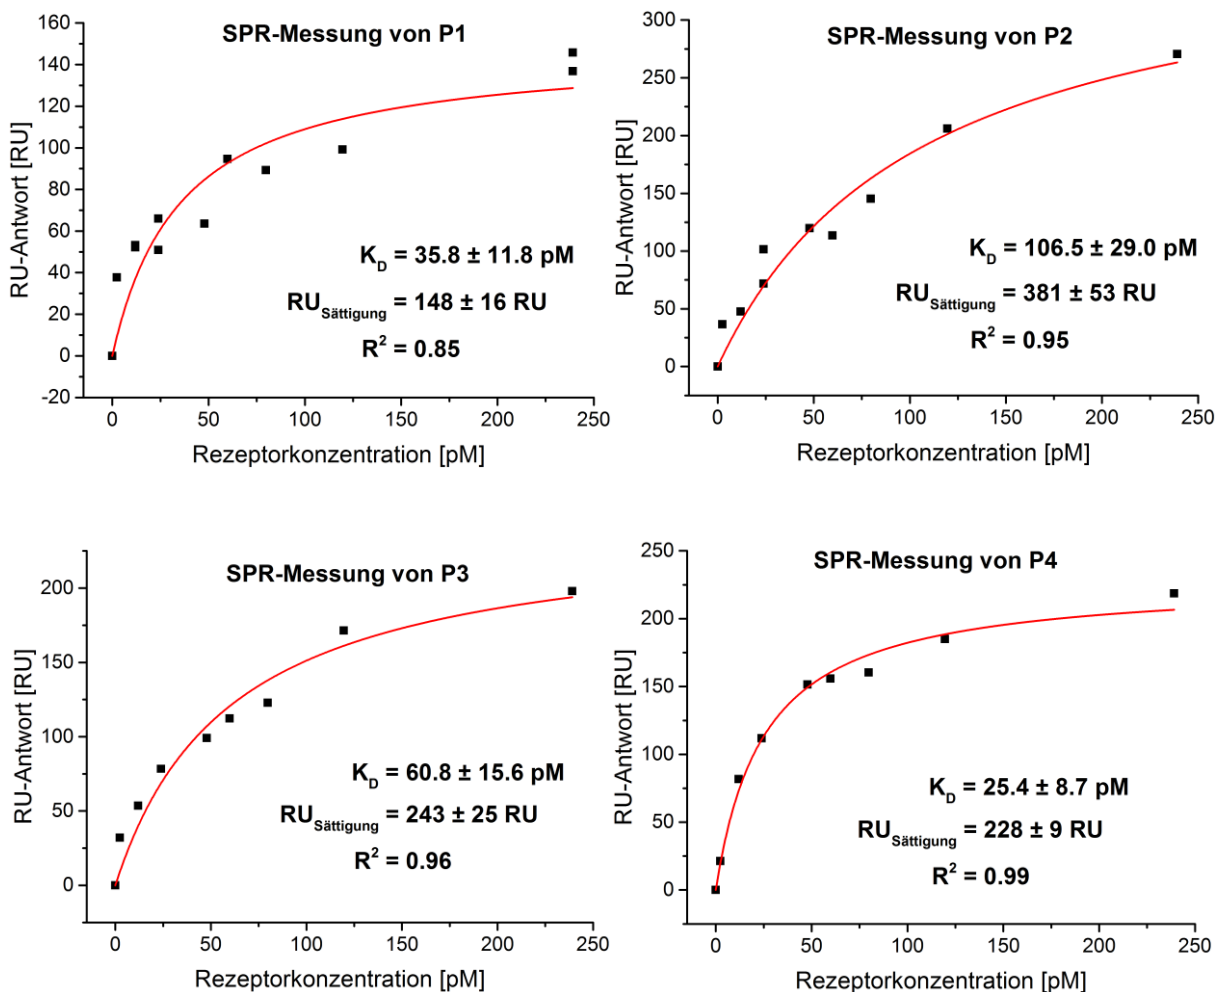 SPR-Messung von P1
RU-Antwort [RU]
160
140
120
100
80
60
40
20
0
-20
K_D = 35.8 ± 11.8 pM
RU_Sättigung = 148 ± 16 RU
R² = 0.85
0 50 100 150 200 250
Rezeptorkonzentration [pM]
SPR-Messung von P2
RU-Antwort [RU]
300
250
200
150
100
50
0
K_D = 106.5 ± 29.0 pM
RU_Sättigung = 381 ± 53 RU
R² = 0.95
0 50 100 150 200 250
Rezeptorkonzentration [pM]
SPR-Messung von P3
RU-Antwort [RU]
200
150
100
50
0
K_D = 60.8 ± 15.6 pM
RU_Sättigung = 243 ± 25 RU
R² = 0.96
0 50 100 150 200 250
Rezeptorkonzentration [pM]
SPR-Messung von P4
RU-Antwort [RU]
250
200
150
100
50
0
K_D = 25.4 ± 8.7 pM
RU_Sättigung = 228 ± 9 RU
R² = 0.99
0 50 100 150 200 250
Rezeptorkonzentration [pM]